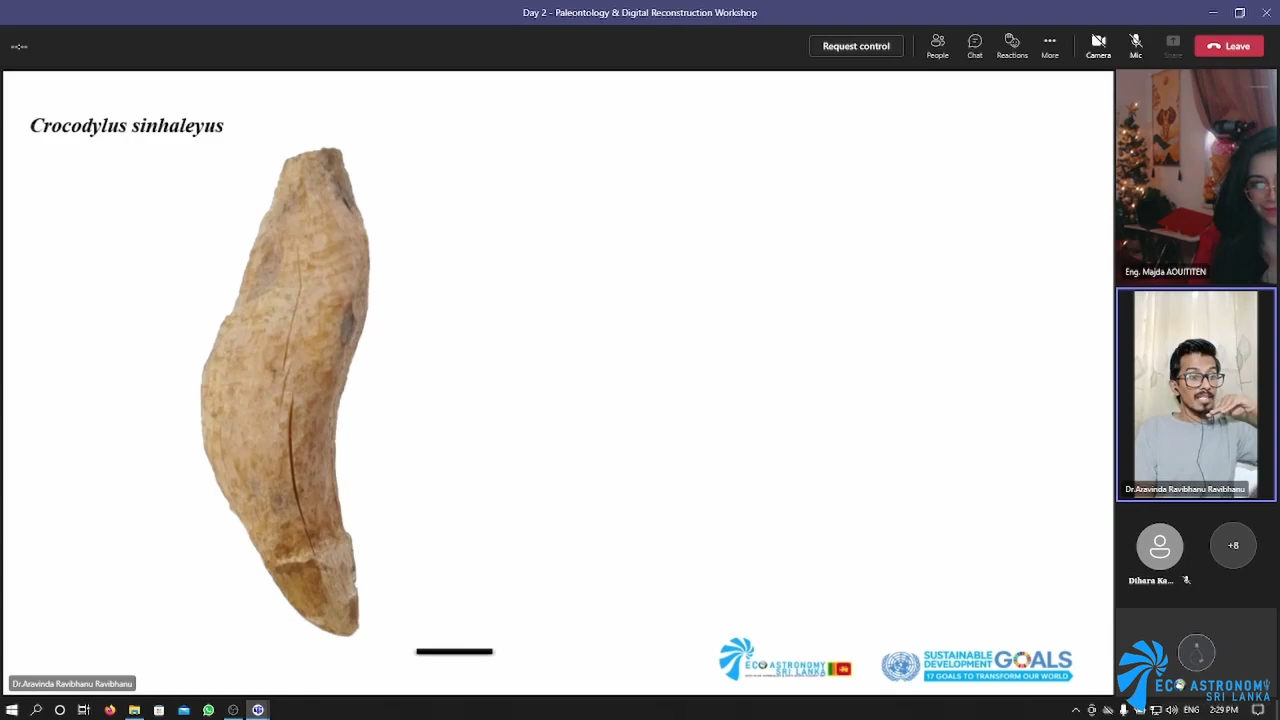 Day 2 - Paleontology & Digital Reconstruction Workshop
Request control
People
Chat
Reactions
More
Camera
Mic
Share
Leave
Crocodylus sinhaleyus
Eng. Majda AOUITITEN
Dr.Aravinda Ravibhanu Ravibhanu
Dihara Ka...
+8
ECO ASTRONOMY
SRI LANKA
SUSTAINABLE
DEVELOPMENT
GOALS
17 GOALS TO TRANSFORM OUR WORLD
Dr.Aravinda Ravibhanu Ravibhanu
ECO ASTRONOMY
SRI LANKA
ENG
2:29 PM